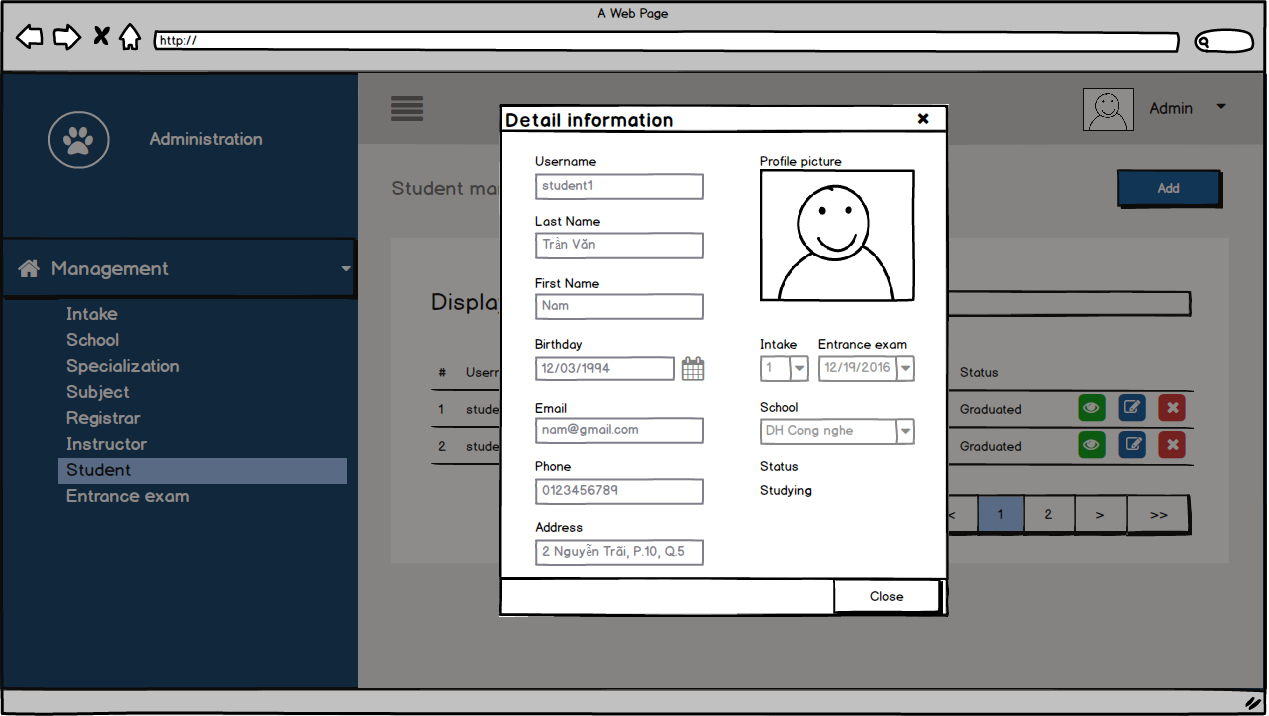 A Web Page
http://
Administration
Admin
Management
Intake
School
Specialization
Subject
Registrar
Instructor
Student
Entrance exam
Student ma
Add
Detail information
Username
student1
Last Name
Trần Văn
First Name
Nam
Birthday
12/03/1994
Email
nam@gmail.com
Phone
0123456789
Address
2 Nguyễn Trãi, P.10, Q.5
Profile picture
Intake Entrance exam
1 12/19/2016
School
DH Cong nghe
Status
Studying
Close
Displa
# Usern Status
1 stude Graduated
2 stude Graduated
< 1 2 > >>